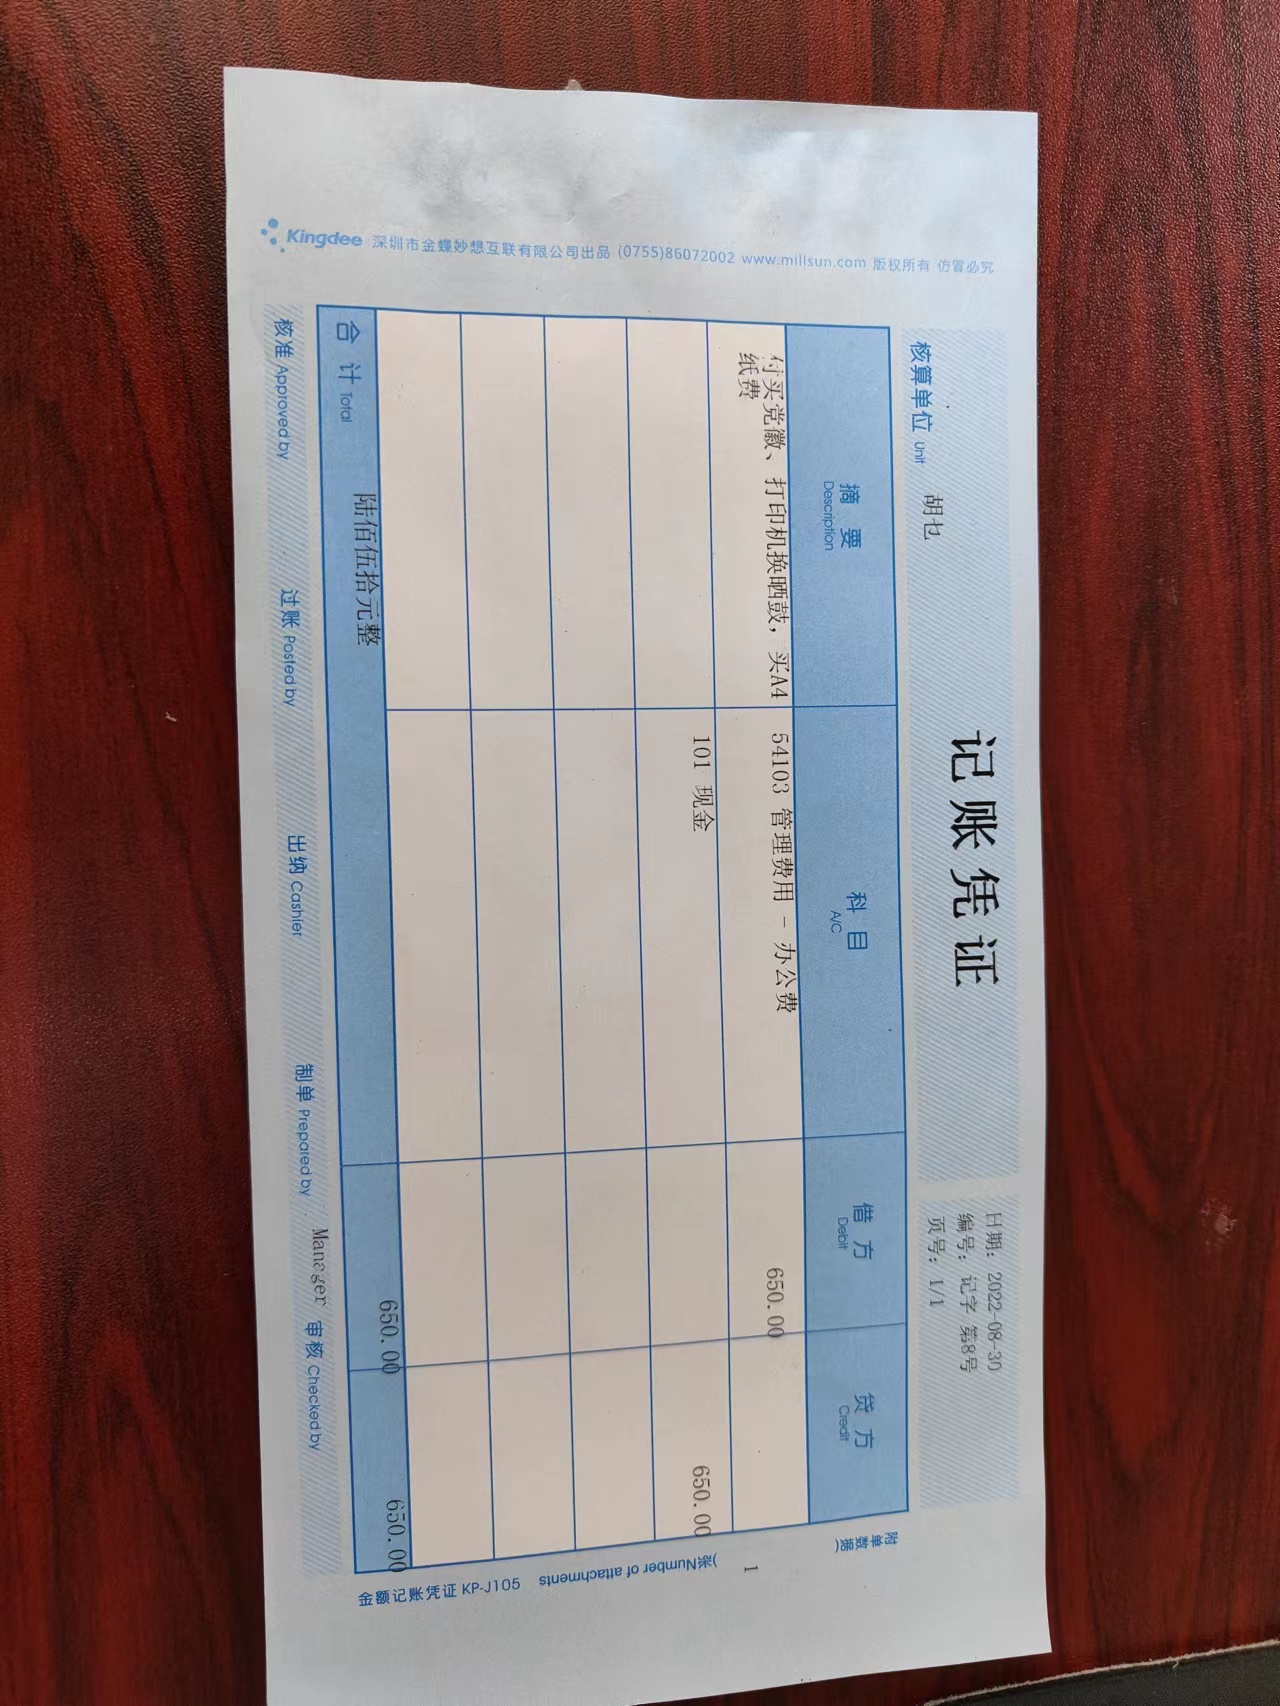 记账凭证
核算单位 Unit 胡乜
日期: 2022-08-30
编号: 记字 第8号
页号: 1/1
摘要 科目 借方 贷方
Description A/C Debit Credit
付买党徽、打印机换晒鼓，买A4 54103 管理费用 - 办公费 650.00
纸费
101 现金 650.00
合计 Total 陆佰伍拾元整 650.00 650.00
附单数据( 1 )张Number of attachments
金额记账凭证 KP-J105
核准 Approved by 过账 Posted by 出纳 Cashier 制单 Prepared by Manager 审核 Checked by
Kingdee 深圳市金蝶妙想互联有限公司出品 (0755)86072002 www.millsun.com 版权所有 仿冒必究